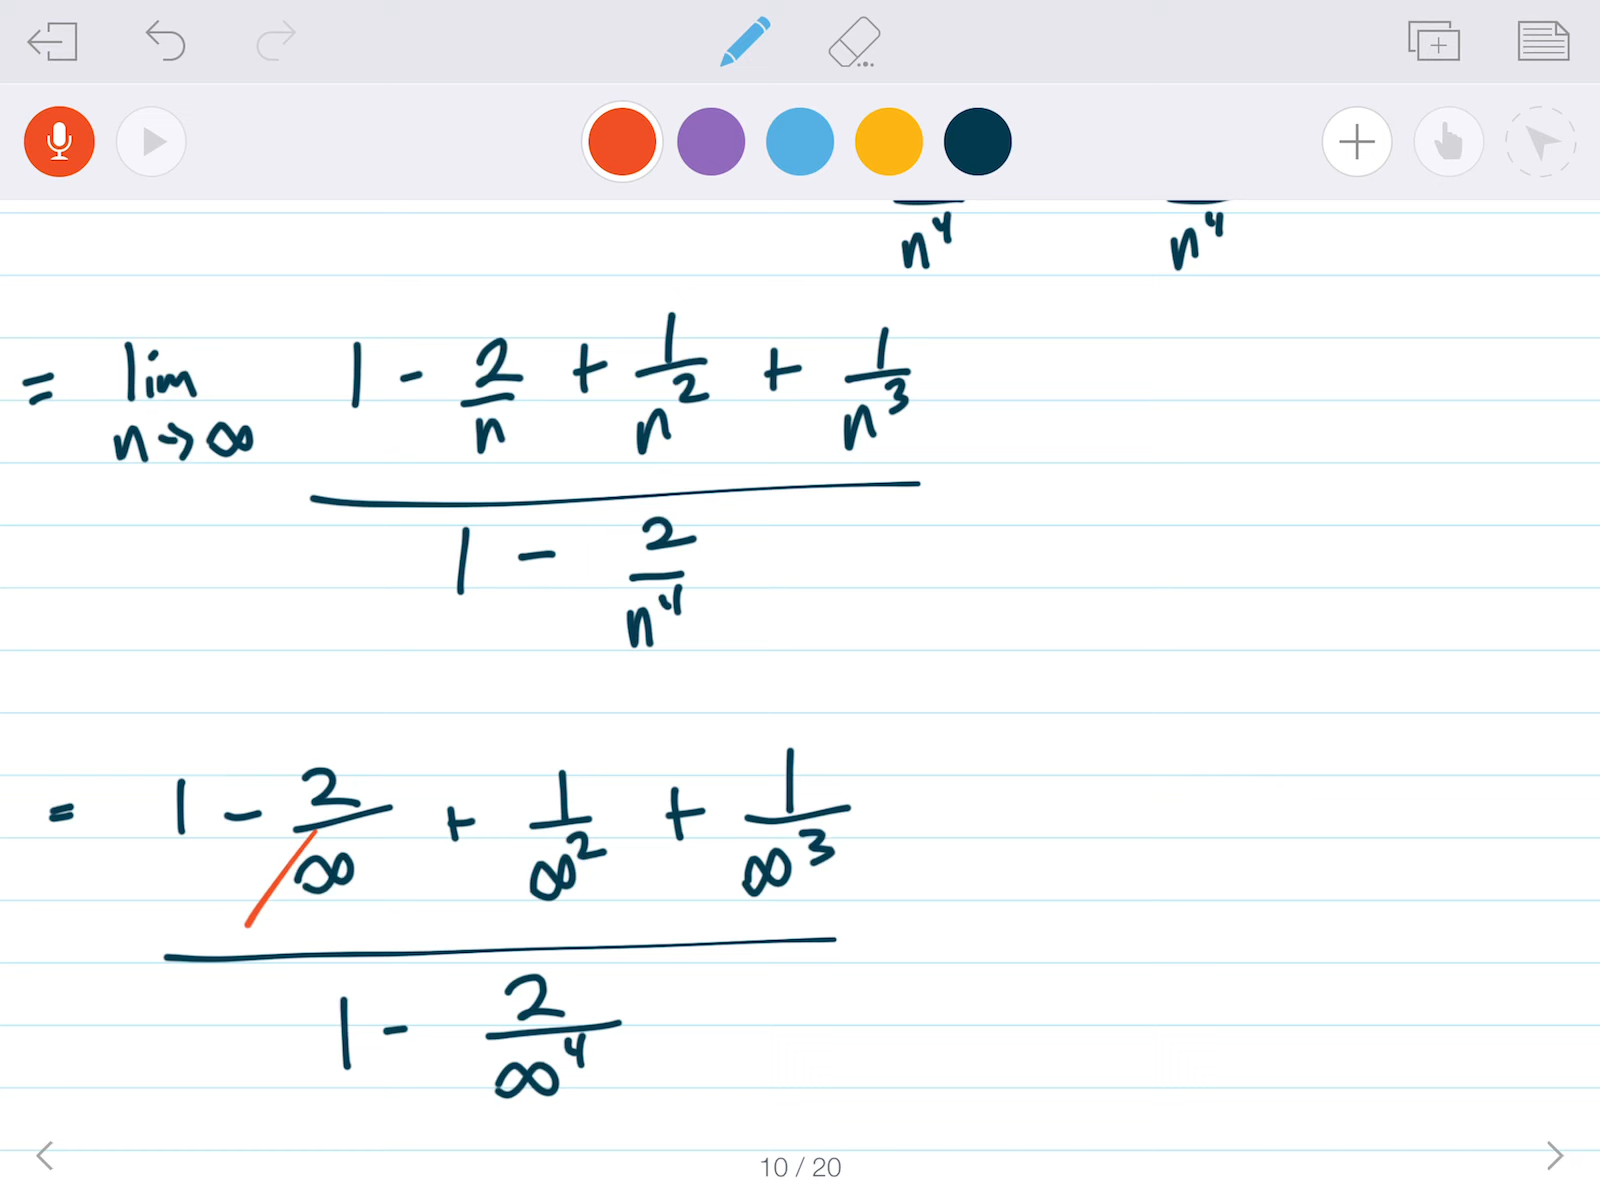 n⁴ n⁴
= lim 1 - 2/n + 1/n² + 1/n³
n→∞
1 - 2/n⁴
= 1 - 2/∞ + 1/∞² + 1/∞³
1 - 2/∞⁴
10 / 20